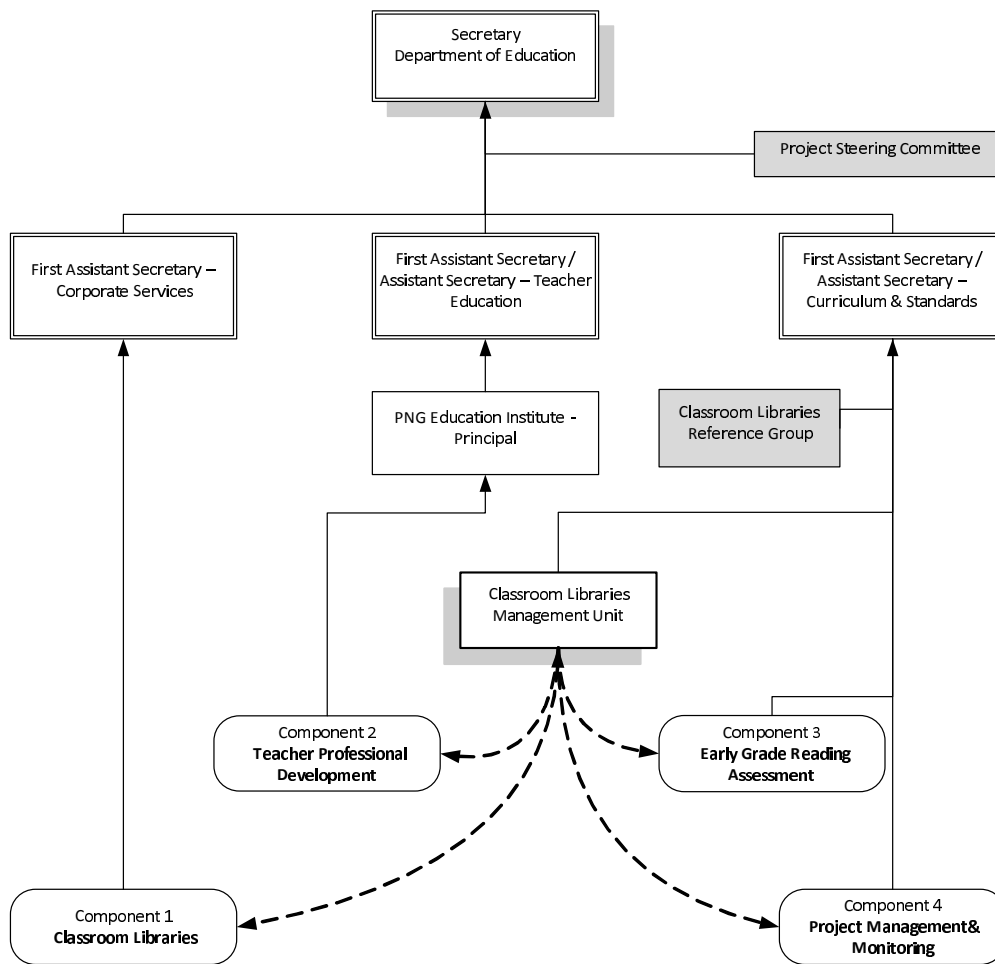 Secretary
Department of Education
Project Steering Committee
First Assistant Secretary –
Corporate Services
First Assistant Secretary /
Assistant Secretary – Teacher
Education
First Assistant Secretary /
Assistant Secretary –
Curriculum & Standards
PNG Education Institute -
Principal
Classroom Libraries
Reference Group
Classroom Libraries
Management Unit
Component 2
Teacher Professional
Development
Component 3
Early Grade Reading
Assessment
Component 1
Classroom Libraries
Component 4
Project Management&
Monitoring